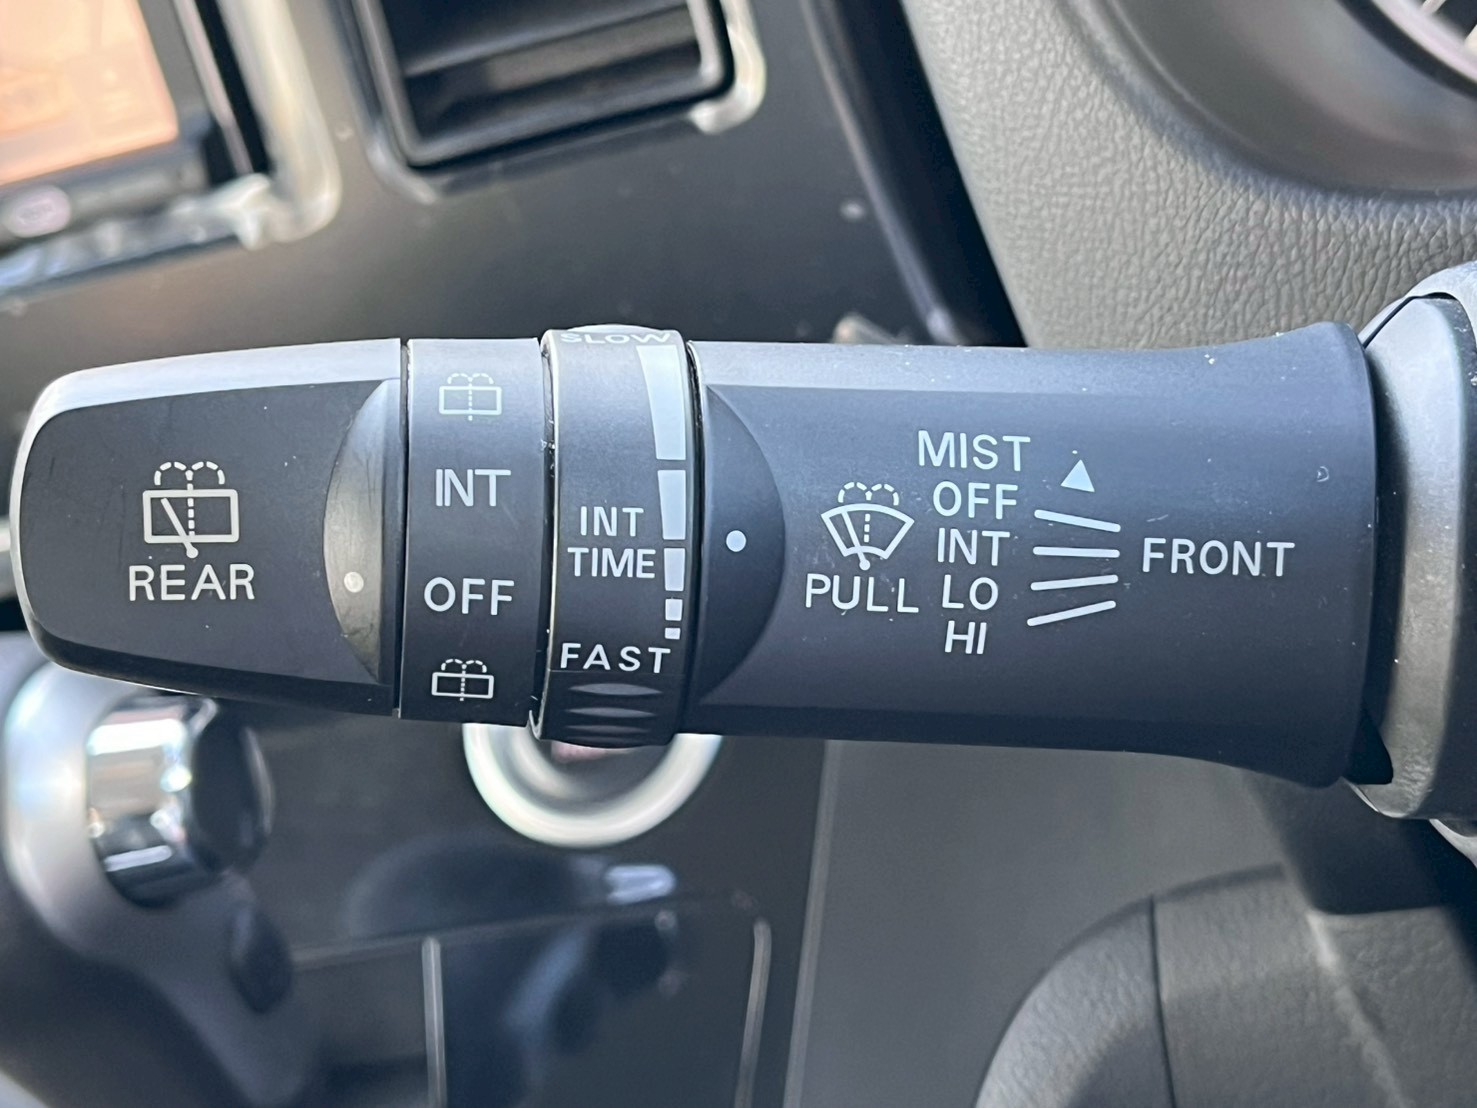 REAR
INT
OFF
SLOW
INT
TIME
FAST
PULL
MIST
OFF
INT
LO
HI
FRONT